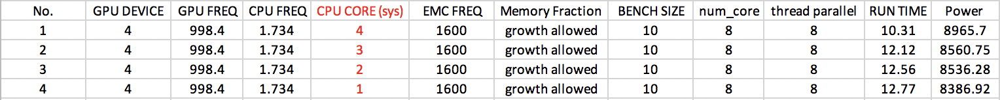 No. GPU DEVICE GPU FREQ CPU FREQ CPU CORE (sys) EMC FREQ Memory Fraction BENCH SIZE num_core thread parallel RUN TIME Power
1 4 998.4 1.734 4 1600 growth allowed 10 8 8 10.31 8965.7
2 4 998.4 1.734 3 1600 growth allowed 10 8 8 12.12 8560.75
3 4 998.4 1.734 2 1600 growth allowed 10 8 8 12.56 8536.28
4 4 998.4 1.734 1 1600 growth allowed 10 8 8 12.77 8386.92